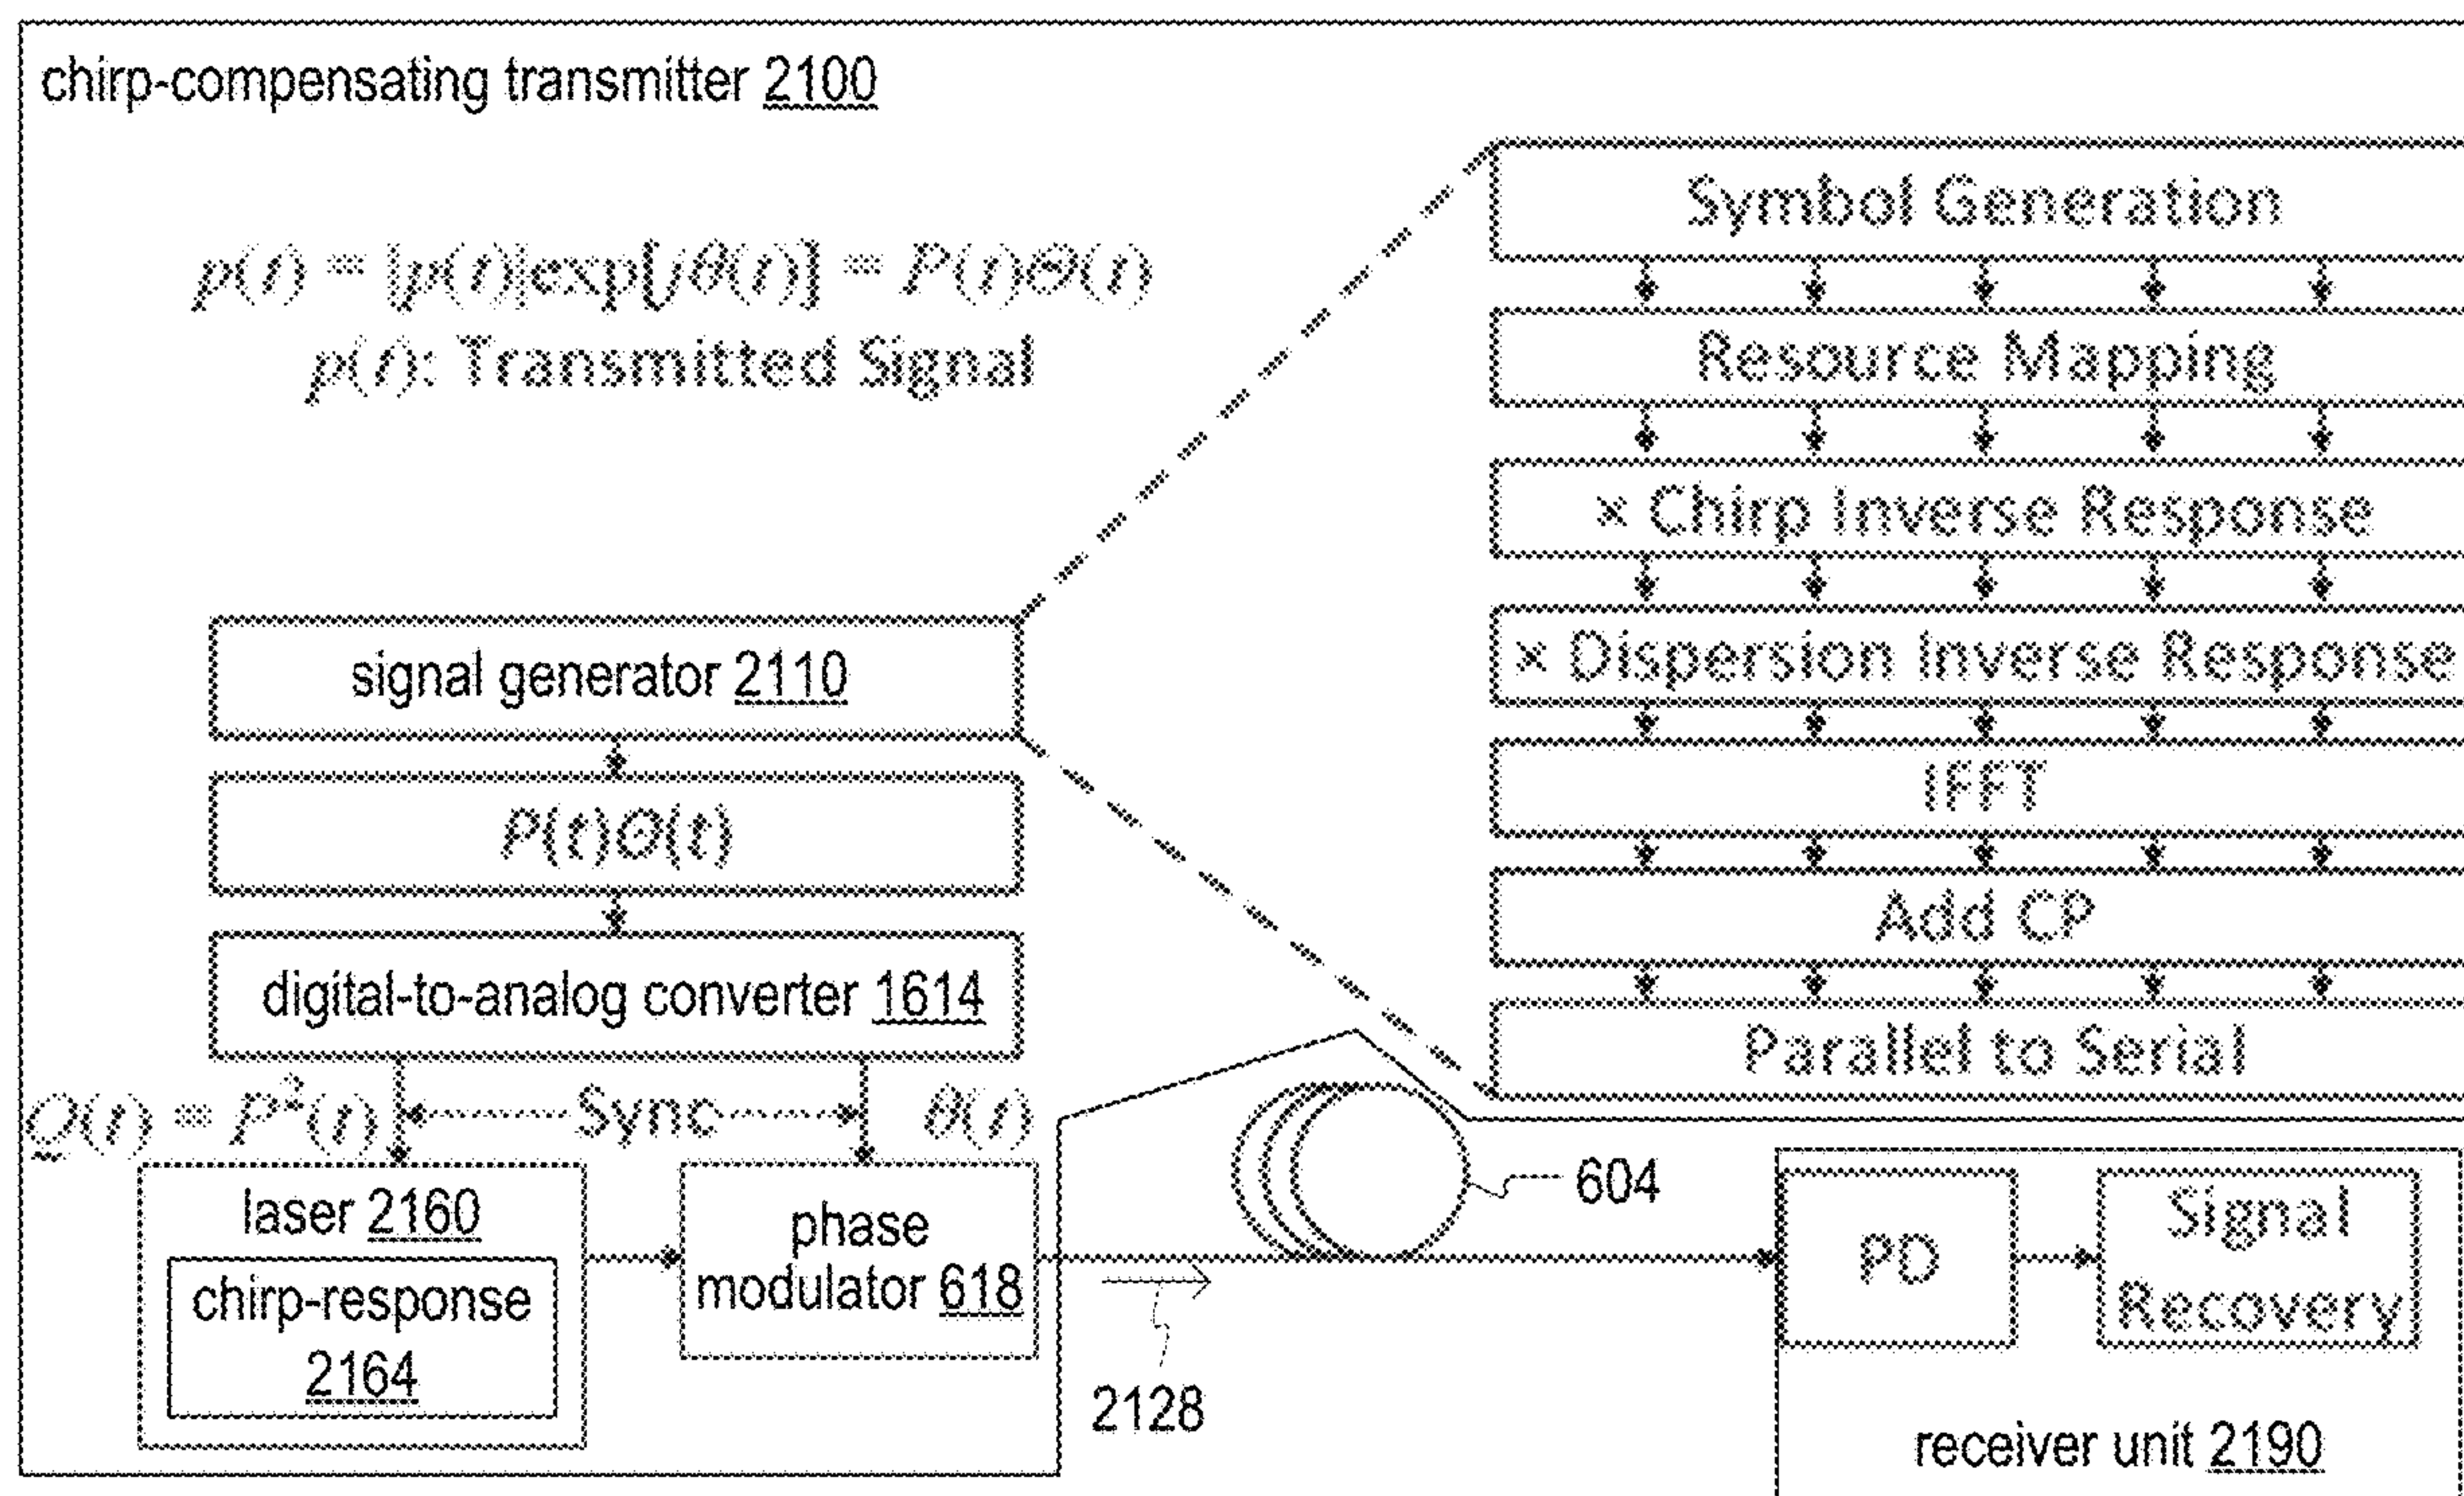 chirp-compensating transmitter 2100
p(t) = |p(t)|exp[jθ(t)] = P(t)Θ(t)
p(t): Transmitted Signal
signal generator 2110
P(t)Θ(t)
digital-to-analog converter 1614
Q(t) = P²(t)
Sync
θ(t)
laser 2160
chirp-response
2164
phase
modulator 618
Symbol Generation
Resource Mapping
× Chirp Inverse Response
× Dispersion Inverse Response
IFFT
Add CP
Parallel to Serial
604
2128
PD
Signal
Recovery
receiver unit 2190